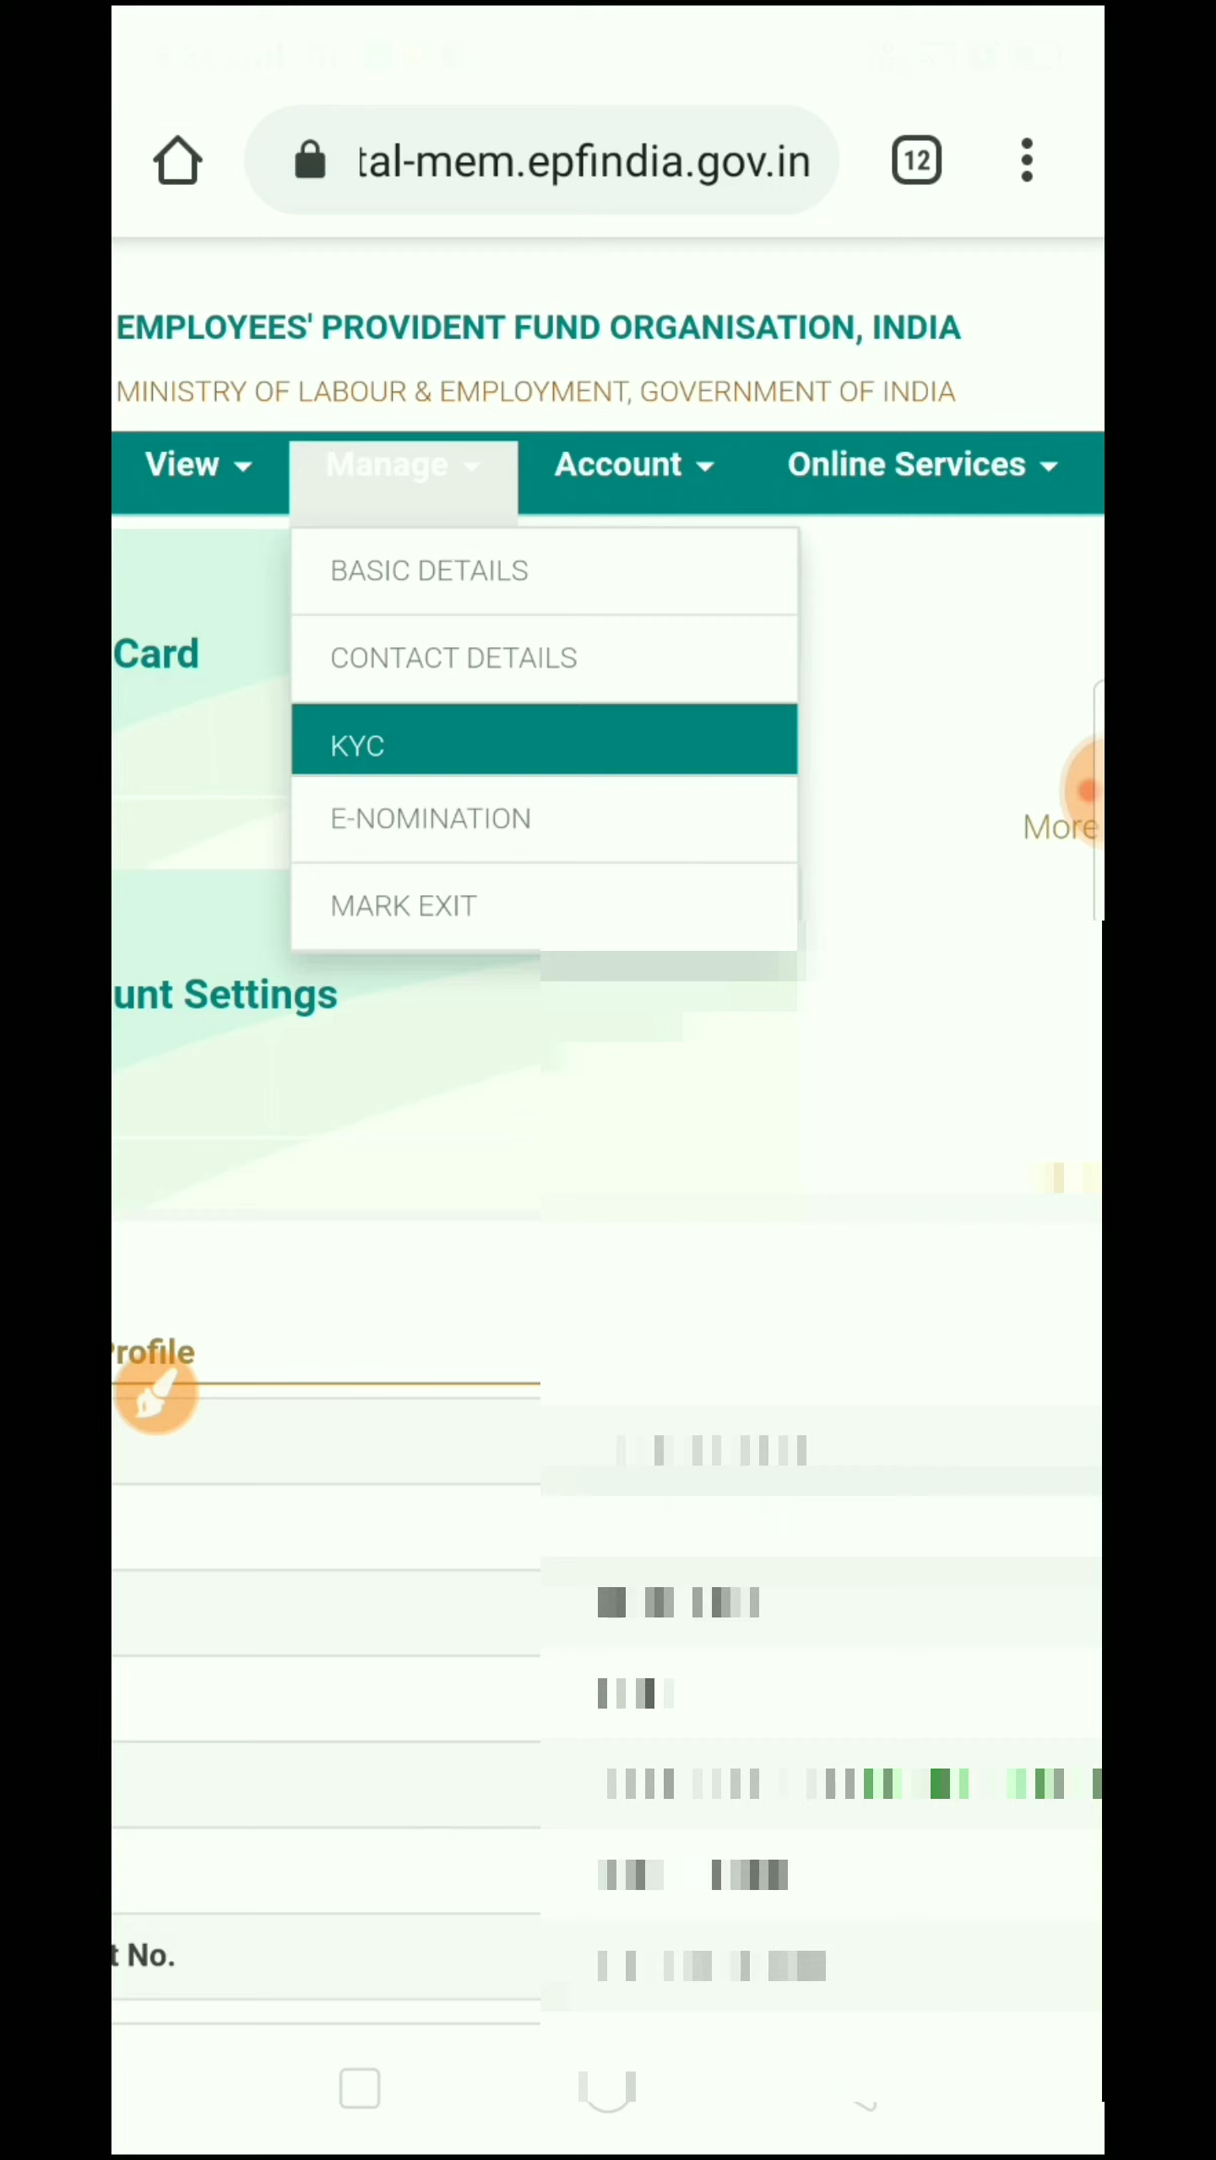 tal-mem.epfindia.gov.in
12
EMPLOYEES' PROVIDENT FUND ORGANISATION, INDIA
MINISTRY OF LABOUR & EMPLOYMENT, GOVERNMENT OF INDIA
View Manage Account Online Services
BASIC DETAILS
CONTACT DETAILS
Card
KYC
E-NOMINATION
More
MARK EXIT
unt Settings
Profile
t No.